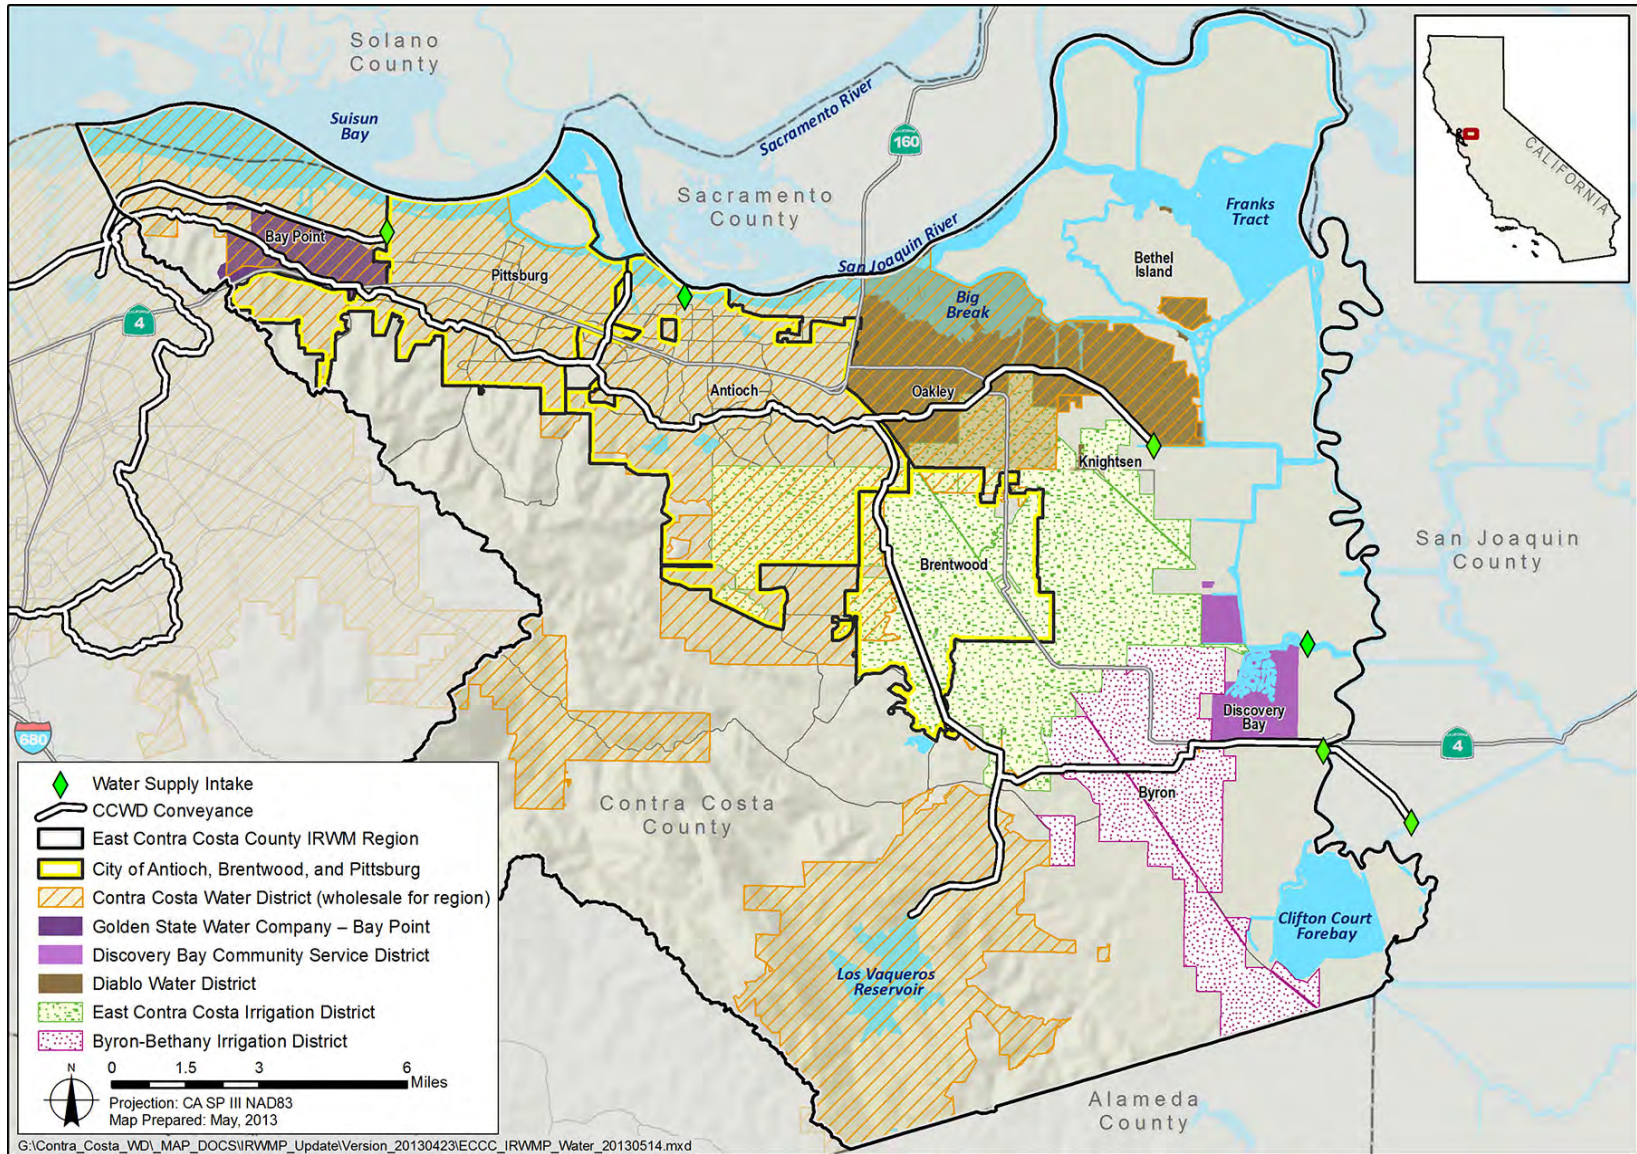 Solano
County
Suisun
Bay
Sacramento River
160
Sacramento
County
San Joaquin River
Franks
Tract
Bethel
Island
CALIFORNIA
Bay Point
Pittsburg
Big
Break
CALIFORNIA
4
Antioch
Oakley
Knightsen
San Joaquin
County
Brentwood
Discovery
Bay
680
CALIFORNIA
4
Byron
Contra Costa
County
Clifton Court
Forebay
Los Vaqueros
Reservoir
Alameda
County
Water Supply Intake
CCWD Conveyance
East Contra Costa County IRWM Region
City of Antioch, Brentwood, and Pittsburg
Contra Costa Water District (wholesale for region)
Golden State Water Company – Bay Point
Discovery Bay Community Service District
Diablo Water District
East Contra Costa Irrigation District
Byron-Bethany Irrigation District
N
0 1.5 3 6
Miles
Projection: CA SP III NAD83
Map Prepared: May, 2013
G:\Contra_Costa_WD\_MAP_DOCS\IRWMP_Update\Version_20130423\ECCC_IRWMP_Water_20130514.mxd